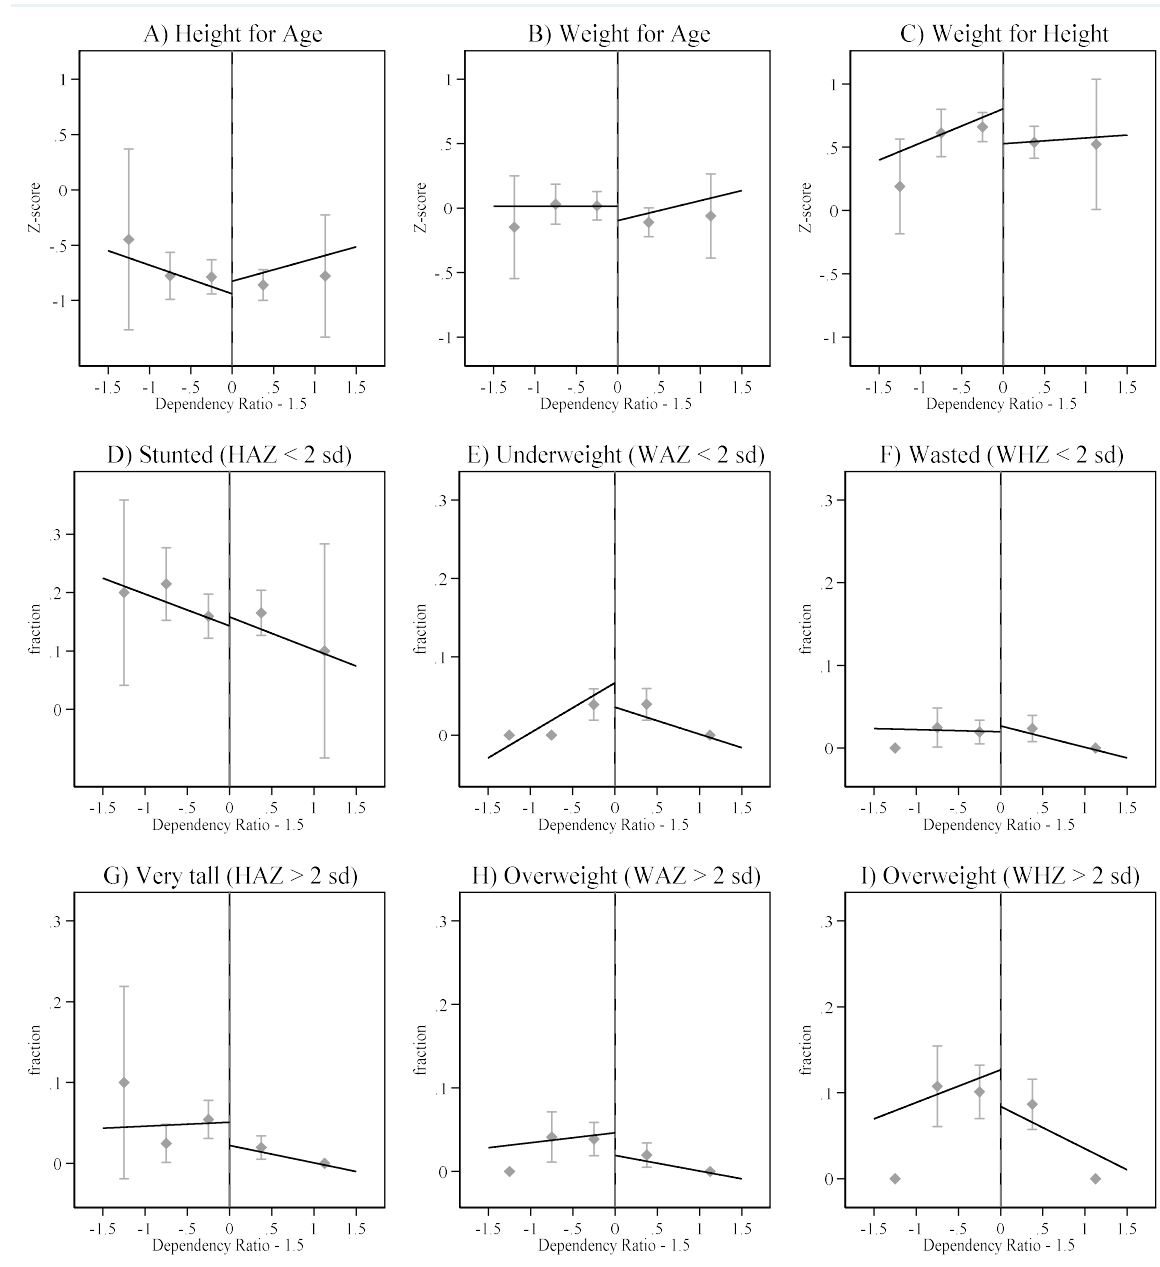 A) Height for Age
B) Weight for Age
C) Weight for Height
1
.5
0
-.5
-1
Z-score
-1.5 -1 -.5 0 .5 1 1.5
Dependency Ratio - 1.5
1
.5
0
-.5
-1
Z-score
-1.5 -1 -.5 0 .5 1 1.5
Dependency Ratio - 1.5
1
.5
0
-.5
-1
Z-score
-1.5 -1 -.5 0 .5 1 1.5
Dependency Ratio - 1.5
D) Stunted (HAZ < 2 sd)
E) Underweight (WAZ < 2 sd)
F) Wasted (WHZ < 2 sd)
.3
.2
.1
0
fraction
-1.5 -1 -.5 0 .5 1 1.5
Dependency Ratio - 1.5
.3
.2
.1
0
fraction
-1.5 -1 -.5 0 .5 1 1.5
Dependency Ratio - 1.5
.3
.2
.1
0
fraction
-1.5 -1 -.5 0 .5 1 1.5
Dependency Ratio - 1.5
G) Very tall (HAZ > 2 sd)
H) Overweight (WAZ > 2 sd)
I) Overweight (WHZ > 2 sd)
.3
.2
.1
0
fraction
-1.5 -1 -.5 0 .5 1 1.5
Dependency Ratio - 1.5
.3
.2
.1
0
fraction
-1.5 -1 -.5 0 .5 1 1.5
Dependency Ratio - 1.5
.3
.2
.1
0
fraction
-1.5 -1 -.5 0 .5 1 1.5
Dependency Ratio - 1.5